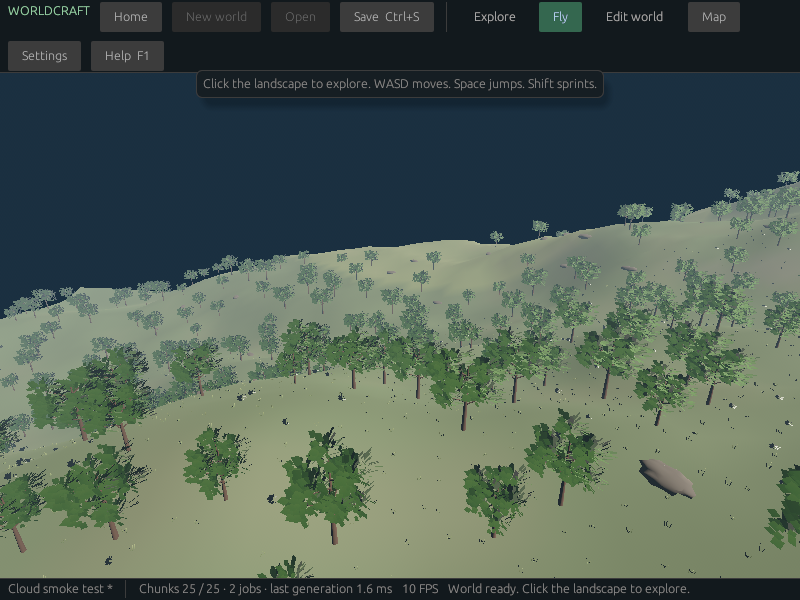 WORLDCRAFT Home New world Open Save Ctrl+S Explore Fly Edit world Map
Settings Help F1
Click the landscape to explore. WASD moves. Space jumps. Shift sprints.
Cloud smoke test * Chunks 25 / 25 · 2 jobs · last generation 1.6 ms 10 FPS World ready. Click the landscape to explore.